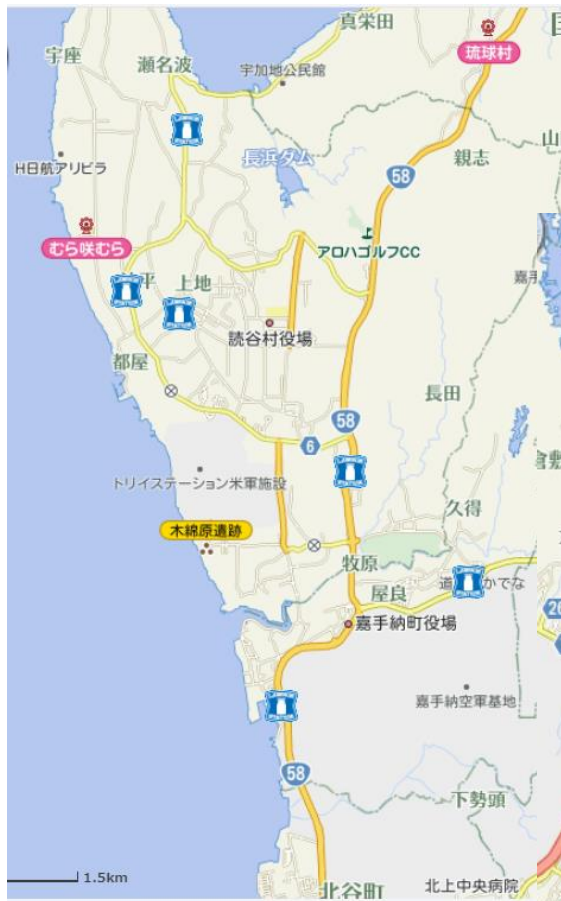 真栄田
宇座
琉球村
瀬名波
宇加地公民館
長浜ダム
親志
58
H日航アリビラ
むら咲むら
アロハゴルフCC
平
上地
読谷村役場
都屋
長田
58
6
トリイステーション米軍施設
久得
木綿原遺跡
牧原
屋良
嘉手納町役場
26
嘉手納空軍基地
58
下勢頭
1.5km
北谷町
北上中央病院